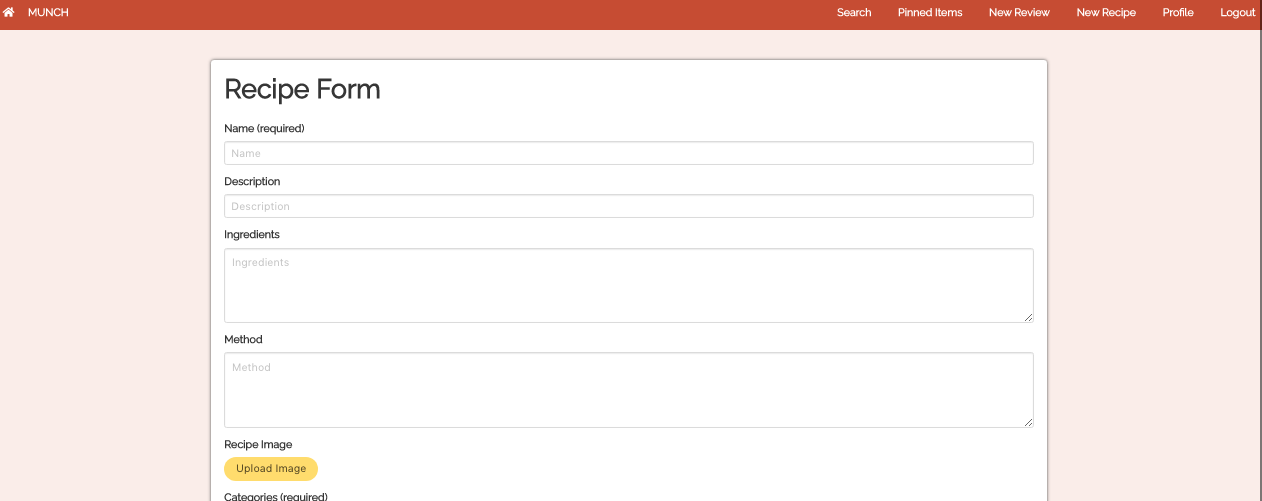 MUNCH Search Pinned Items New Review New Recipe Profile Logout
Recipe Form
Name (required)
Name
Description
Description
Ingredients
Ingredients
Method
Method
Recipe Image
Upload Image
Categories (required)